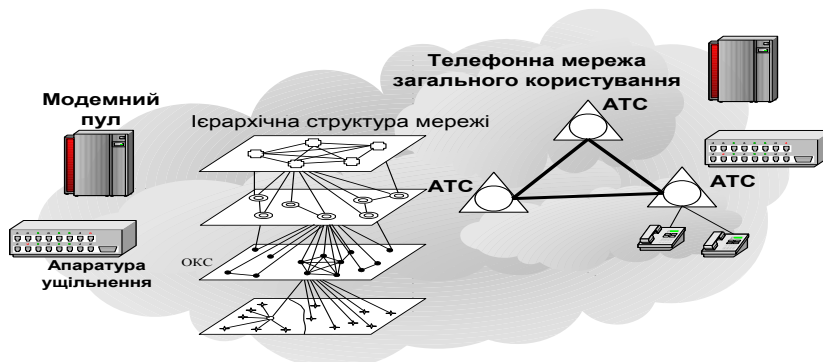 Телефонна мережа
загального користування
Модемний
пул
Ієрархічна структура мережі
АТС
АТС
АТС
ОКС
Апаратура
ущільнення